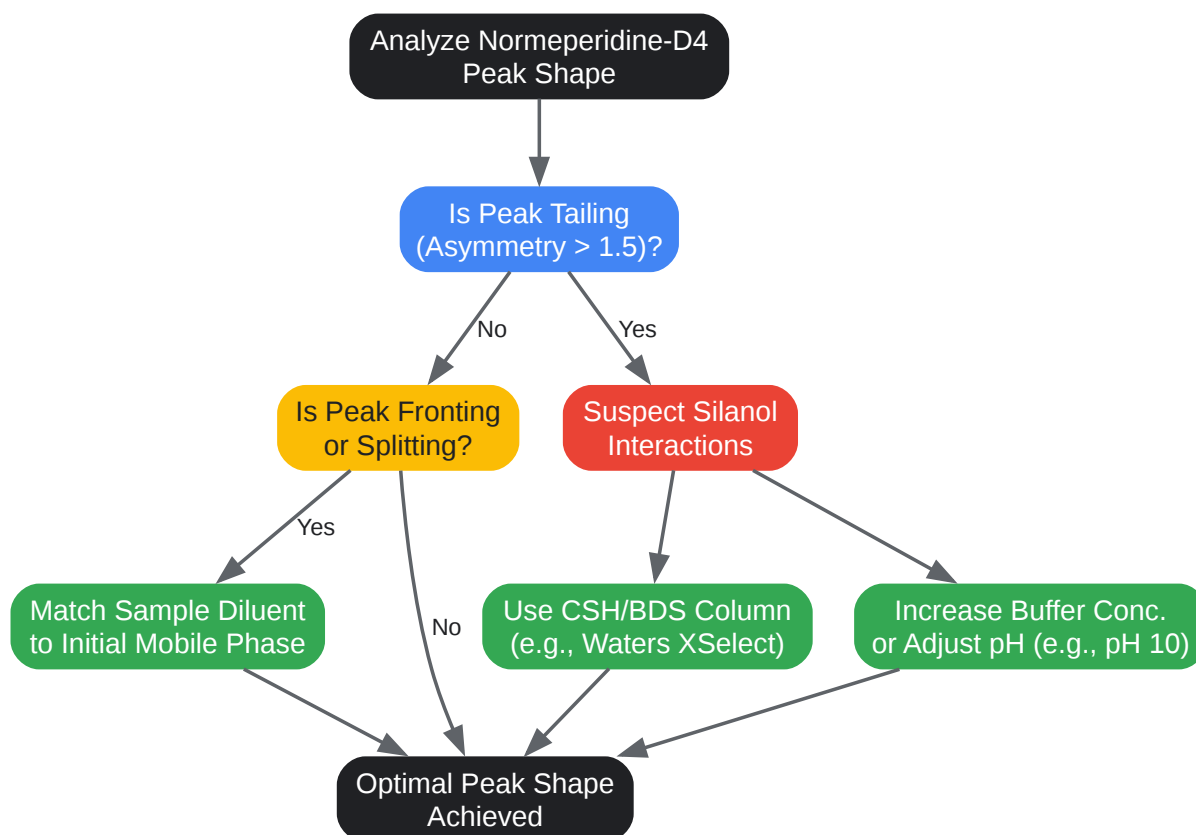 Analyze Normeperidine-D4
Peak Shape
Is Peak Tailing
(Asymmetry > 1.5)?
No
Yes
Is Peak Fronting
or Splitting?
Suspect Silanol
Interactions
Yes
No
Match Sample Diluent
to Initial Mobile Phase
Use CSH/BDS Column
(e.g., Waters XSelect)
Increase Buffer Conc.
or Adjust pH (e.g., pH 10)
Optimal Peak Shape
Achieved